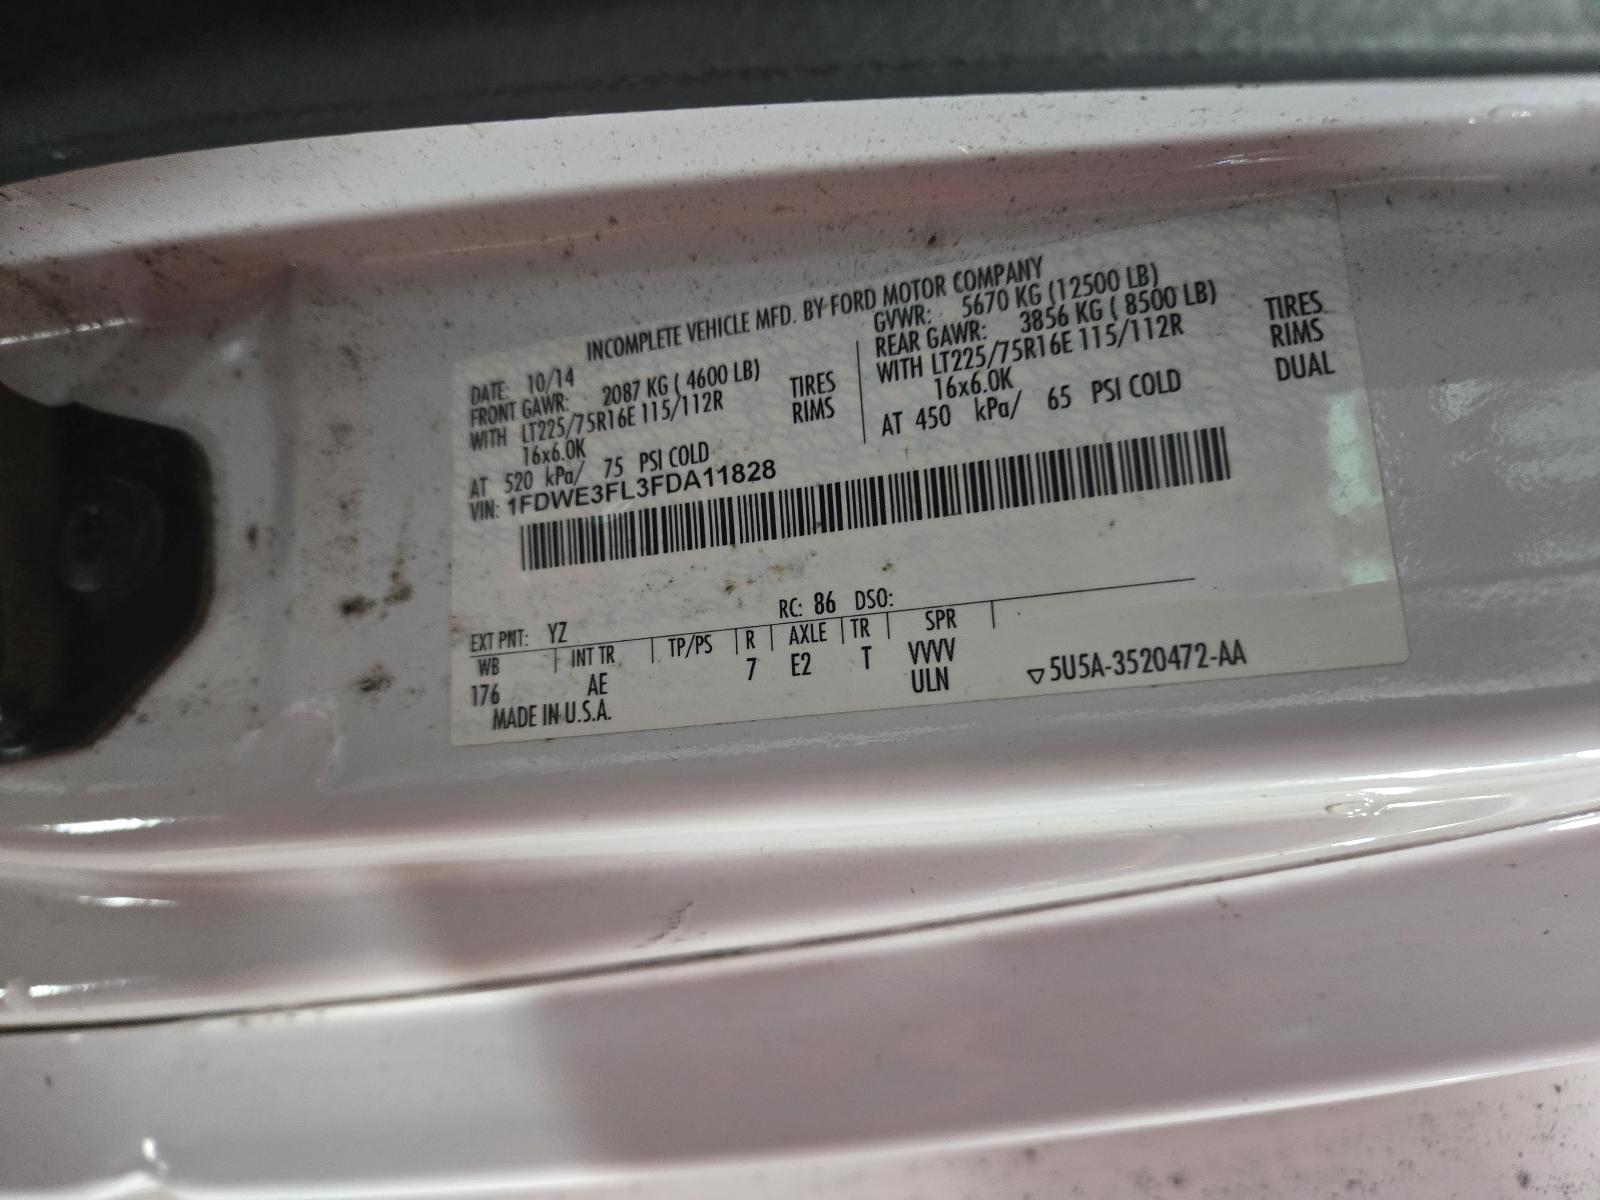 INCOMPLETE VEHICLE MFD. BY FORD MOTOR COMPANY
DATE: 10/14
FRONT GAWR: 2087 KG ( 4600 LB)
WITH LT225/75R16E 115/112R TIRES
16x6.0K RIMS
AT 520 kPa/ 75 PSI COLD
GVWR: 5670 KG (12500 LB)
REAR GAWR: 3856 KG ( 8500 LB)
WITH LT225/75R16E 115/112R TIRES
16x6.0K RIMS
AT 450 kPa/ 65 PSI COLD DUAL
VIN: 1FDWE3FL3FDA11828
EXT PNT: YZ RC: 86 DSO:
WB INT TR TP/PS R AXLE TR SPR
176 AE 7 E2 T VVVV
ULN
MADE IN U.S.A.
▽5U5A-3520472-AA